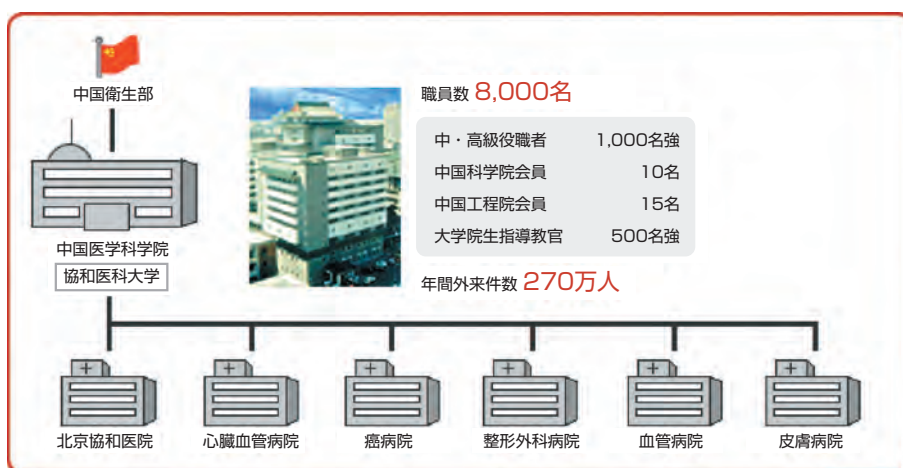 中国衛生部
中国医学科学院
協和医科大学
職員数 8,000名
中・高級役職者 1,000名強
中国科学院会員 10名
中国工程院会員 15名
大学院生指導教官 500名強
年間外来件数 270万人
北京協和医院
心臓血管病院
癌病院
整形外科病院
血管病院
皮膚病院